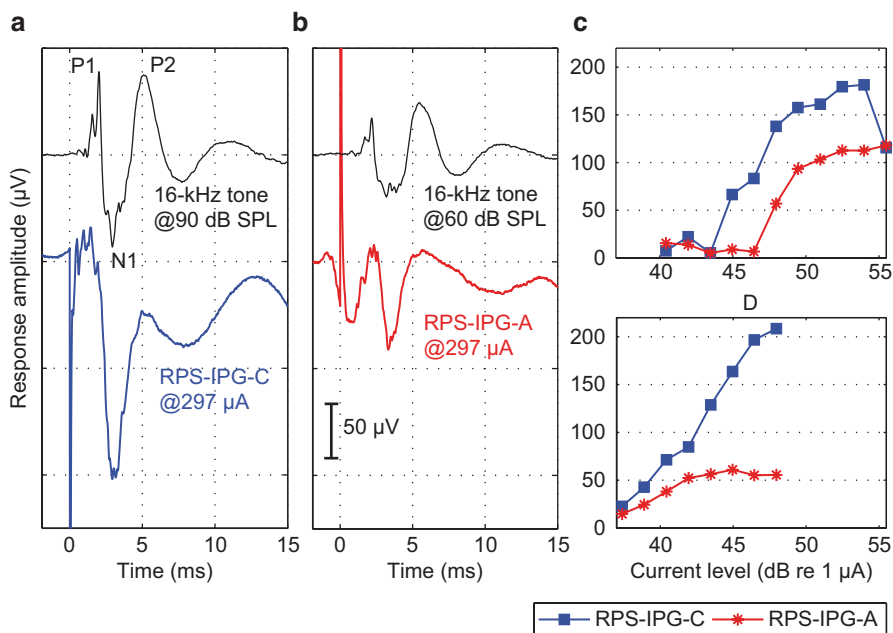 a
b
c
P1
P2
16-kHz tone
@90 dB SPL
N1
RPS-IPG-C
@297 µA
Response amplitude (µV)
0
5
10
15
Time (ms)
16-kHz tone
@60 dB SPL
RPS-IPG-A
@297 µA
50 µV
0
5
10
15
Time (ms)
200
150
100
50
0
40
45
50
55
D
200
150
100
50
0
40
45
50
55
Current level (dB re 1 µA)
RPS-IPG-C
RPS-IPG-A